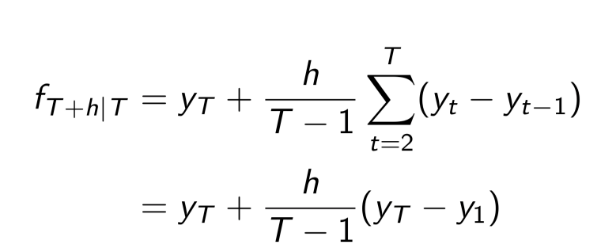 f_{T+h|T} = y_T + \frac{h}{T-1} \sum_{t=2}^{T} (y_t - y_{t-1})
= y_T + \frac{h}{T-1} (y_T - y_1)